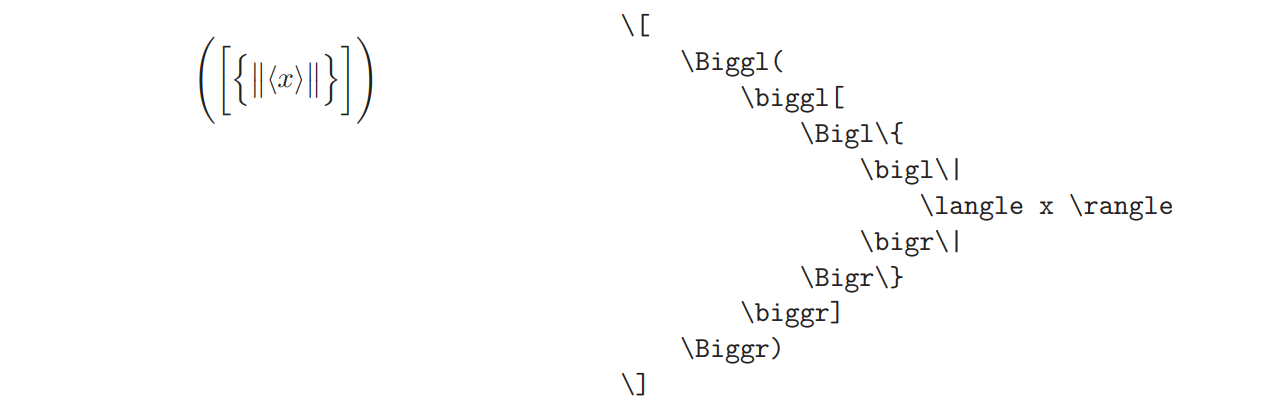 ([{‖⟨x⟩‖}])
\[
\Biggl(
\biggl[
\Bigl\{
\bigl\|
\langle x \rangle
\bigr\|
\Bigr\}
\biggr]
\Biggr)
\]